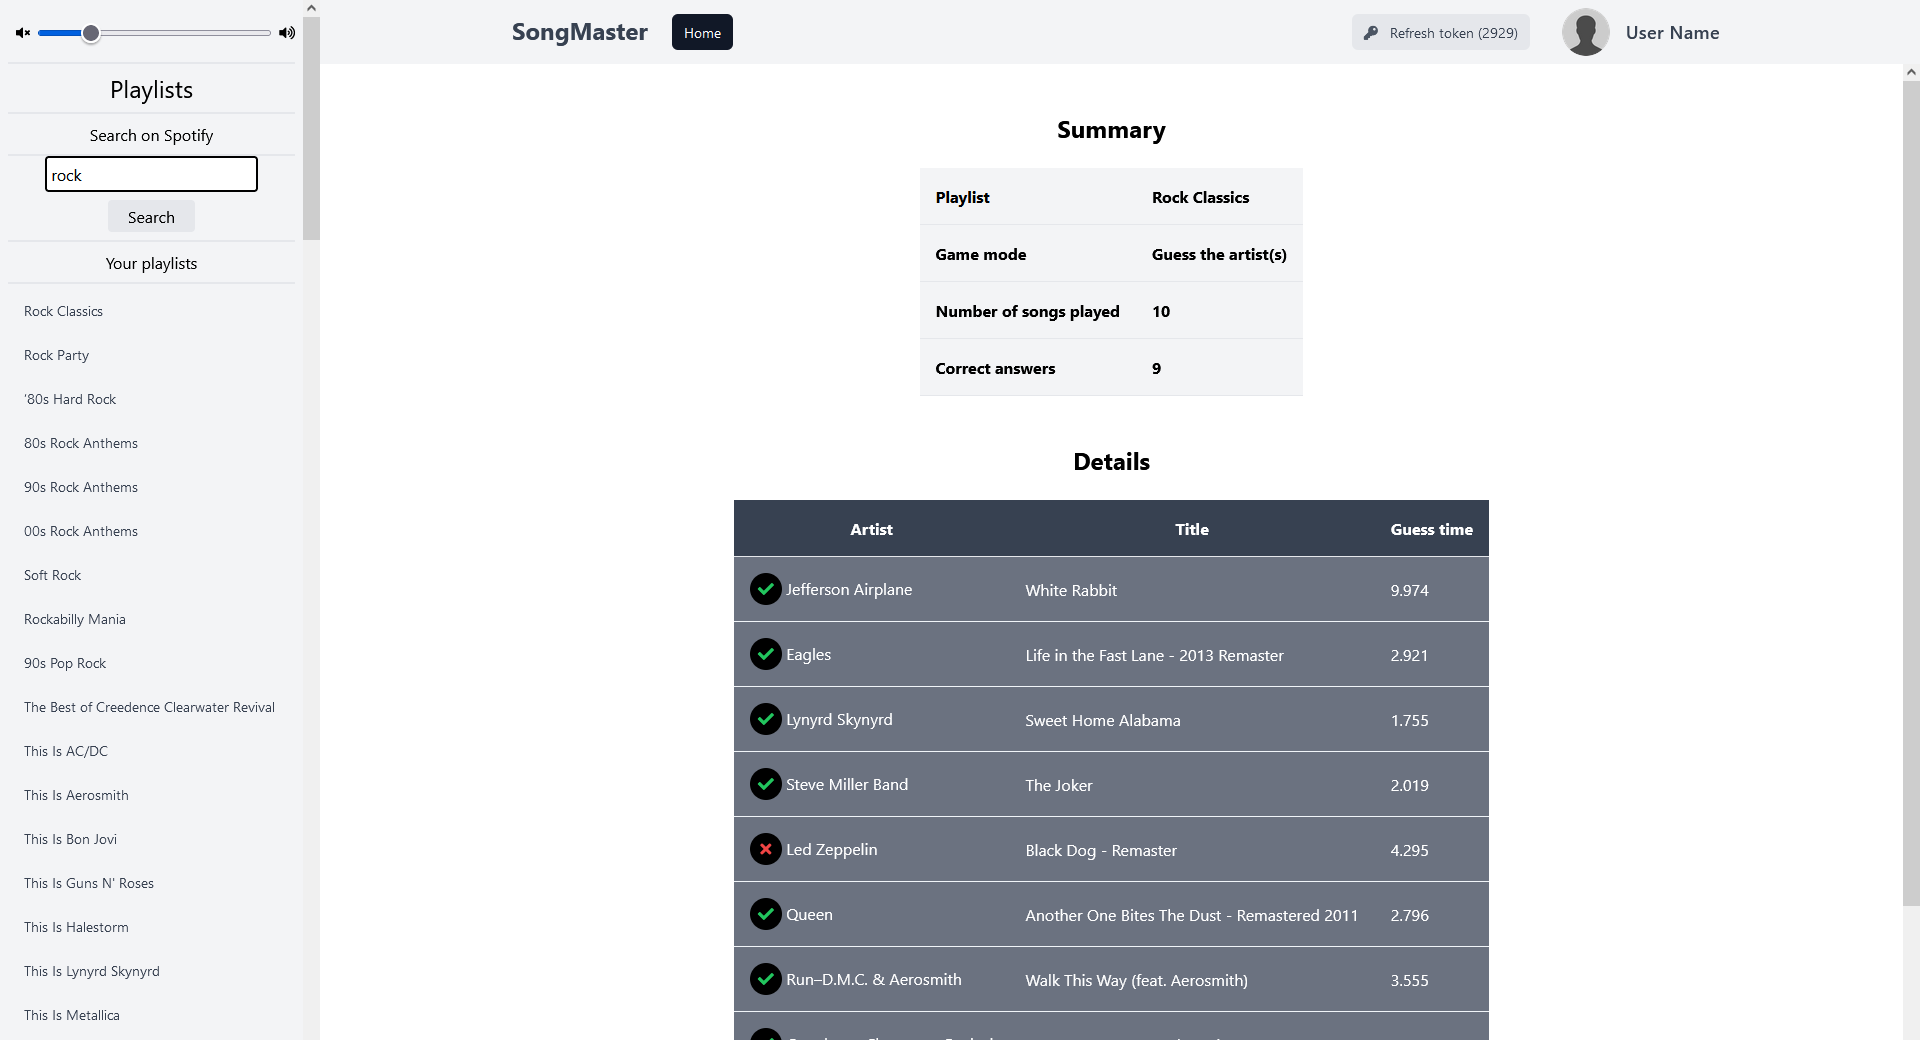 SongMaster
Home
Refresh token (2929)
User Name
Playlists
Search on Spotify
rock
Search
Your playlists
Rock Classics
Rock Party
'80s Hard Rock
80s Rock Anthems
90s Rock Anthems
00s Rock Anthems
Soft Rock
Rockabilly Mania
90s Pop Rock
The Best of Creedence Clearwater Revival
This Is AC/DC
This Is Aerosmith
This Is Bon Jovi
This Is Guns N' Roses
This Is Halestorm
This Is Lynyrd Skynyrd
This Is Metallica
Summary
Playlist Rock Classics
Game mode Guess the artist(s)
Number of songs played 10
Correct answers 9
Details
Artist Title Guess time
Jefferson Airplane White Rabbit 9.974
Eagles Life in the Fast Lane - 2013 Remaster 2.921
Lynyrd Skynyrd Sweet Home Alabama 1.755
Steve Miller Band The Joker 2.019
Led Zeppelin Black Dog - Remaster 4.295
Queen Another One Bites The Dust - Remastered 2011 2.796
Run–D.M.C. & Aerosmith Walk This Way (feat. Aerosmith) 3.555